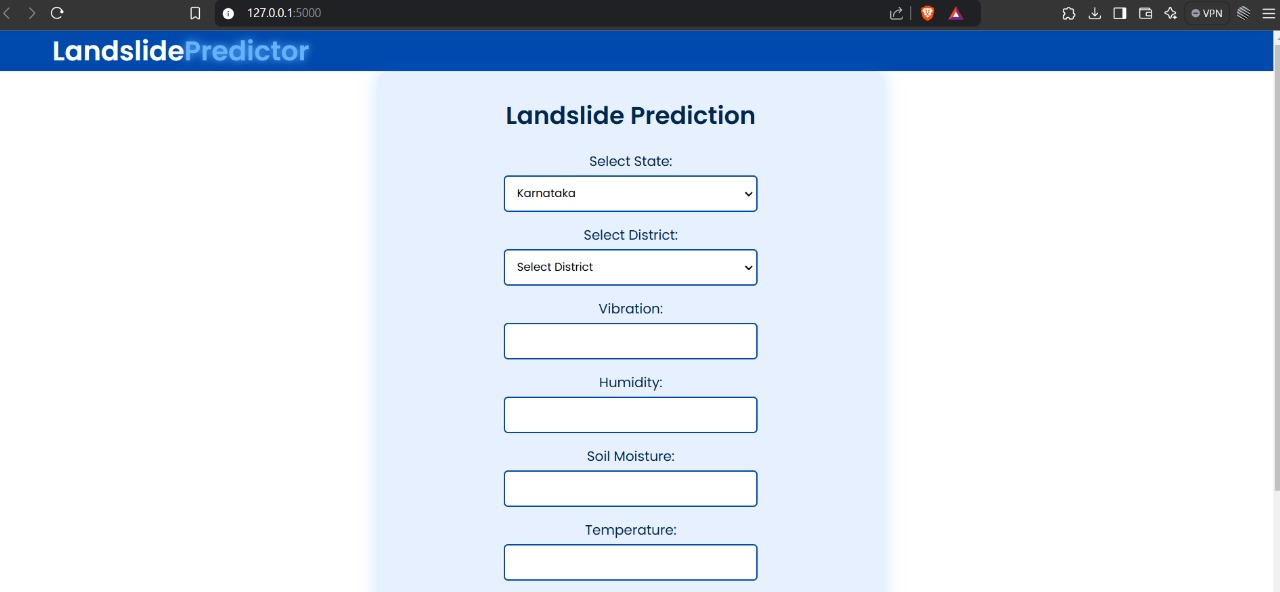 127.0.0.1:5000
VPN
LandslidePredictor
Landslide Prediction
Select State:
Karnataka
Select District:
Select District
Vibration:
Humidity:
Soil Moisture:
Temperature: